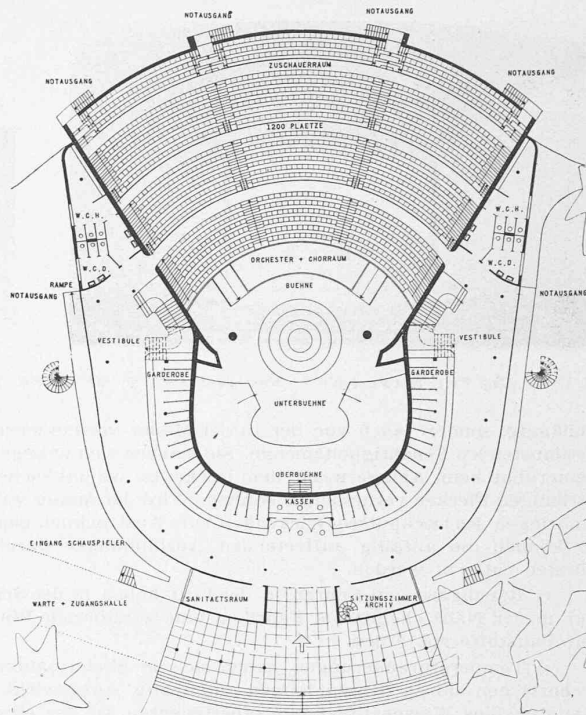 NOTAUSGANG
NOTAUSGANG
NOTAUSGANG
NOTAUSGANG
ZUSCHAUERRAUM
1200 PLAETZE
W.C.H.
W.C.H.
ORCHESTER + CHORRAUM
W.C.D.
W.C.D.
RAMPE
BUEHNE
NOTAUSGANG
NOTAUSGANG
VESTIBULE
VESTIBULE
GARDEROBE
GARDEROBE
UNTERBUEHNE
OBERBUEHNE
KASSEN
EINGANG SCHAUSPIELER
WARTE + ZUGANGSHALLE
SANITAETSRAUM
SITZUNGSZIMMER
ARCHIV